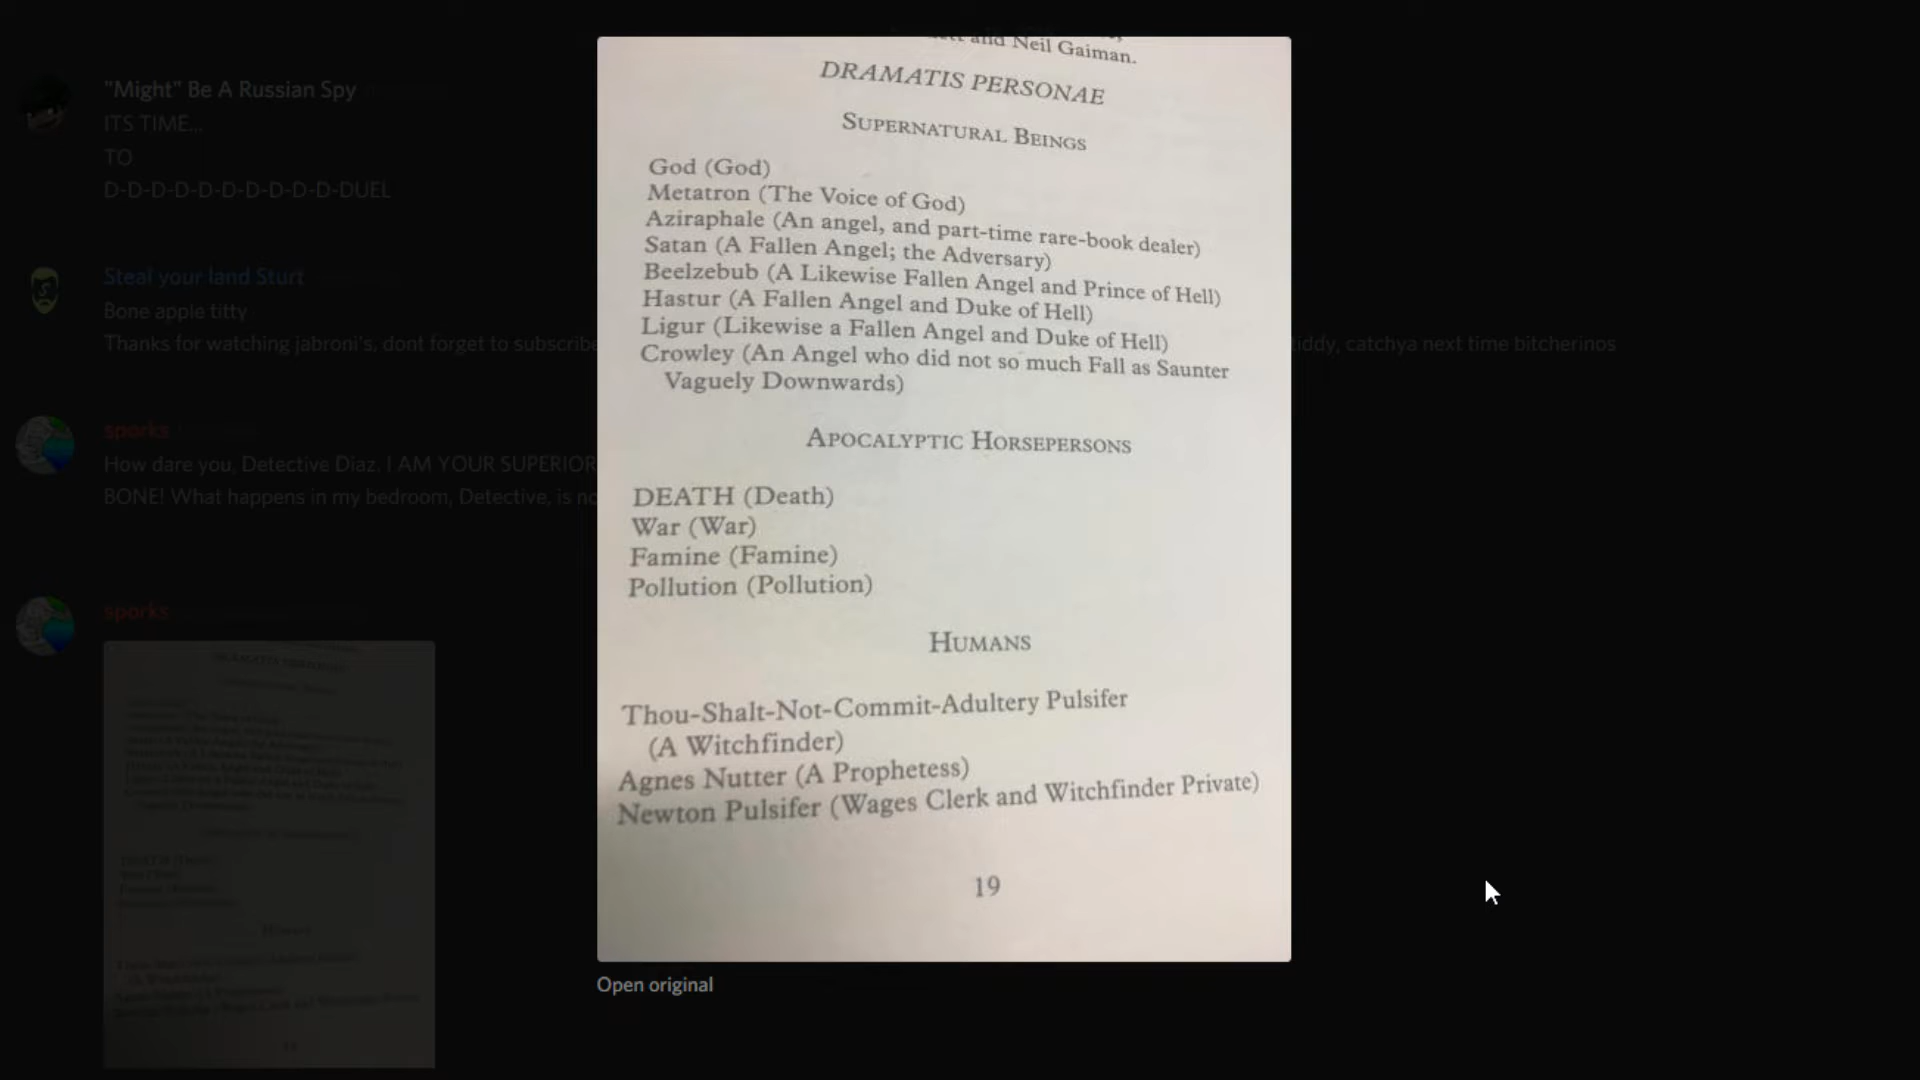 "Might" Be A Russian Spy
ITS TIME...
TO
D-D-D-D-D-D-D-D-D-D-DUEL
Steal your land Sturt
Bone apple titty
Thanks for watching jabroni's, dont forget to subscribe
tiddy, catchya next time bitcherinos
sporks
How dare you, Detective Diaz. I AM YOUR SUPERIOR
BONE! What happens in my bedroom, Detective, is
sporks
and Neil Gaiman.
DRAMATIS PERSONAE
SUPERNATURAL BEINGS
God (God)
Metatron (The Voice of God)
Aziraphale (An angel, and part-time rare-book dealer)
Satan (A Fallen Angel; the Adversary)
Beelzebub (A Likewise Fallen Angel and Prince of Hell)
Hastur (A Fallen Angel and Duke of Hell)
Ligur (Likewise a Fallen Angel and Duke of Hell)
Crowley (An Angel who did not so much Fall as Saunter
Vaguely Downwards)
APOCALYPTIC HORSEPERSONS
DEATH (Death)
War (War)
Famine (Famine)
Pollution (Pollution)
HUMANS
Thou-Shalt-Not-Commit-Adultery Pulsifer
(A Witchfinder)
Agnes Nutter (A Prophetess)
Newton Pulsifer (Wages Clerk and Witchfinder Private)
19
Open original